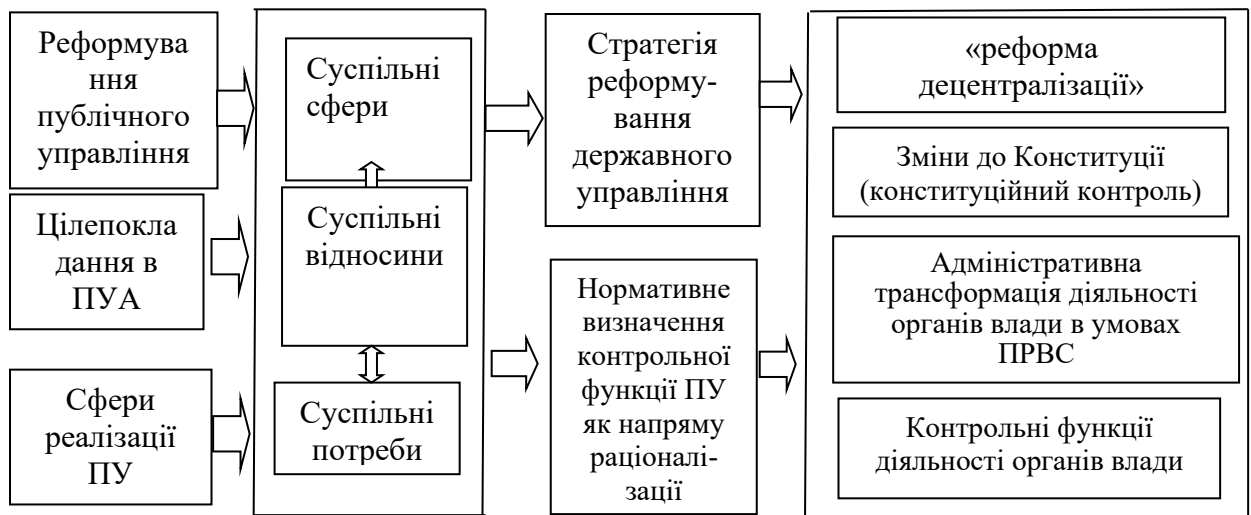 Реформува
ння
публічного
управління
Цілепокла
дання в
ПУА
Сфери
реалізації
ПУ
Суспільні
сфери
Суспільні
відносини
Суспільні
потреби
Стратегія
реформу-
вання
державного
управління
Нормативне
визначення
контрольної
функції ПУ
як напряму
раціоналі-
зації
«реформа
децентралізації»
Зміни до Конституції
(конституційний контроль)
Адміністративна
трансформація діяльності
органів влади в умовах
ПРВС
Контрольні функції
діяльності органів влади